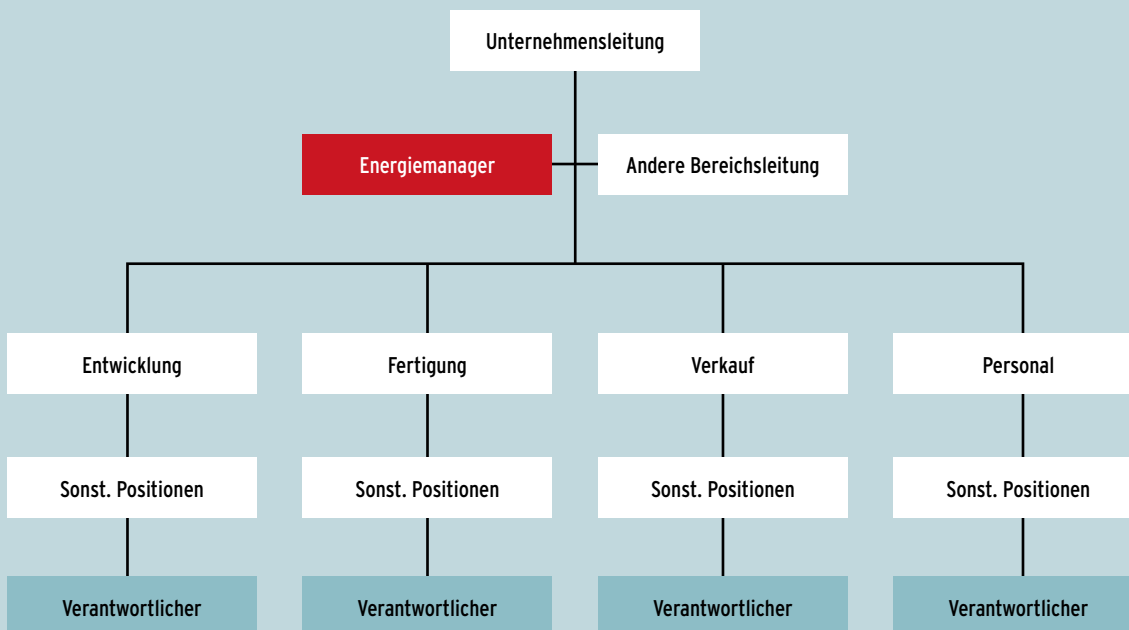 Unternehmensleitung
Energiemanager
Andere Bereichsleitung
Entwicklung
Fertigung
Verkauf
Personal
Sonst. Positionen
Sonst. Positionen
Sonst. Positionen
Sonst. Positionen
Verantwortlicher
Verantwortlicher
Verantwortlicher
Verantwortlicher